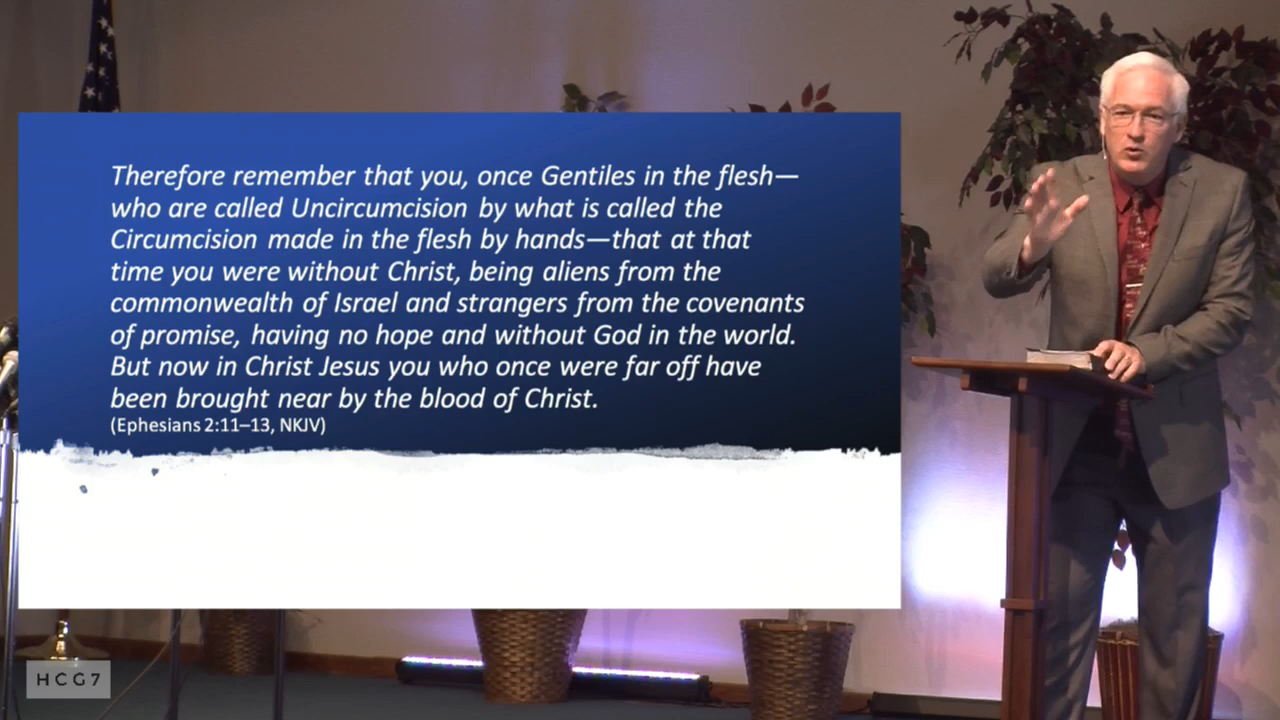 Therefore remember that you, once Gentiles in the flesh—
who are called Uncircumcision by what is called the
Circumcision made in the flesh by hands—that at that
time you were without Christ, being aliens from the
commonwealth of Israel and strangers from the covenants
of promise, having no hope and without God in the world.
But now in Christ Jesus you who once were far off have
been brought near by the blood of Christ.
(Ephesians 2:11–13, NKJV)
HCG7